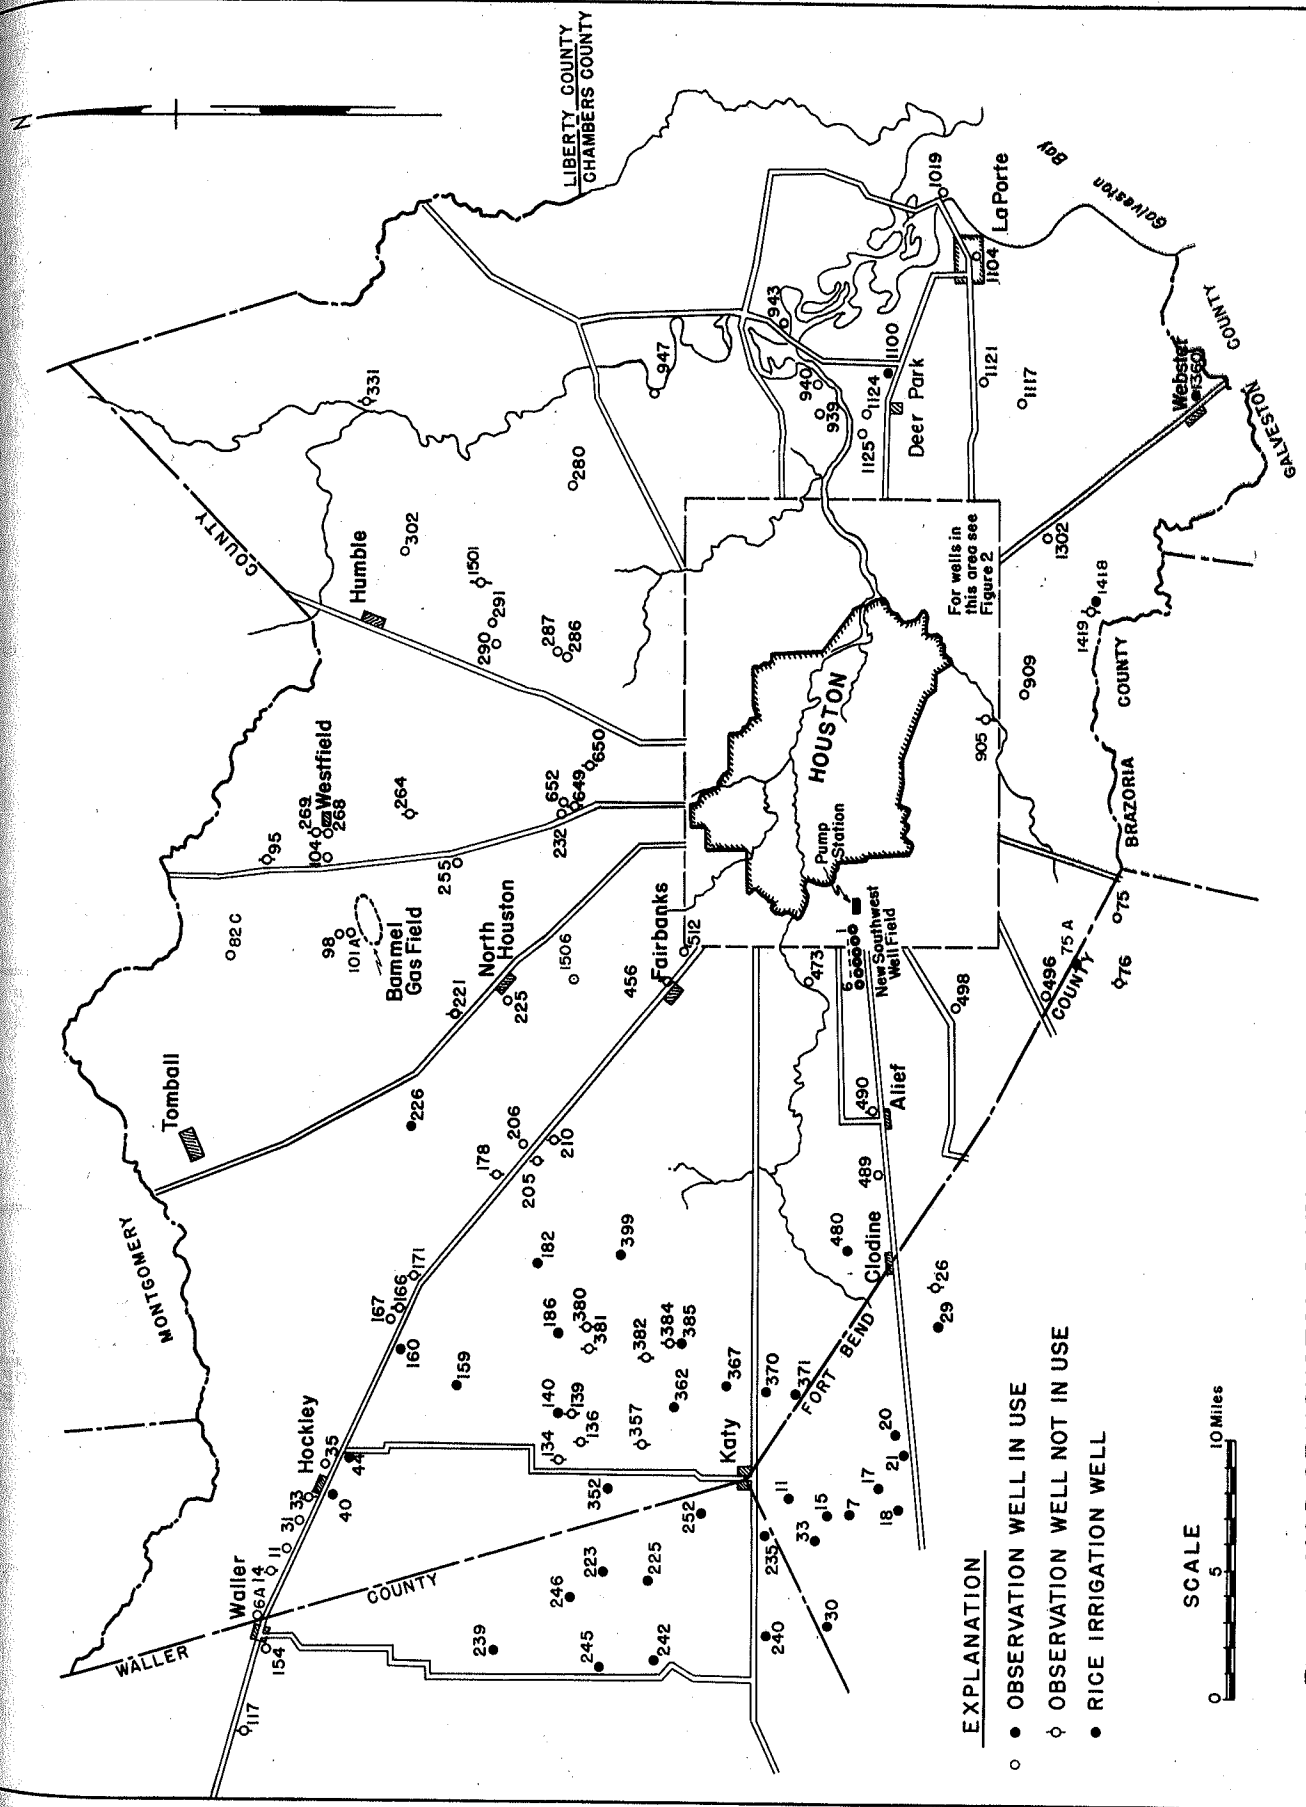 N
LIBERTY COUNTY
CHAMBERS COUNTY
MONTGOMERY
COUNTY
WALLER
COUNTY
FORT BEND
COUNTY
BRAZORIA
COUNTY
GALVESTON
COUNTY
Galveston
Bay
Tomball
Humble
Westfield
Bammel
Gas Field
North
Houston
Fairbanks
Hockley
Waller
Katy
Clodine
Alief
HOUSTON
Pump
Station
New Southwest
Well Field
For wells in
this area see
Figure 2
Deer Park
La Porte
Webster
331
302
280
1501
291
290
287
286
947
943
940
939
1019
1104
1100
1124
1125
1121
1117
1360
1302
1418
1419
909
905
95
269
268
104
264
255
232
652
649
650
82C
98
101A
221
225
1506
226
456
512
473
6
1
490
489
480
498
496
75A
75
76
178
206
205
210
182
399
171
166
167
160
159
186
380
381
382
384
385
140
139
136
134
357
362
367
370
371
35
44
33
40
31
11
14
6A
4
154
117
352
252
223
225
246
239
245
242
235
240
11
15
33
7
17
18
20
21
30
29
26
EXPLANATION
OBSERVATION WELL IN USE
OBSERVATION WELL NOT IN USE
RICE IRRIGATION WELL
SCALE
0 5 10 Miles